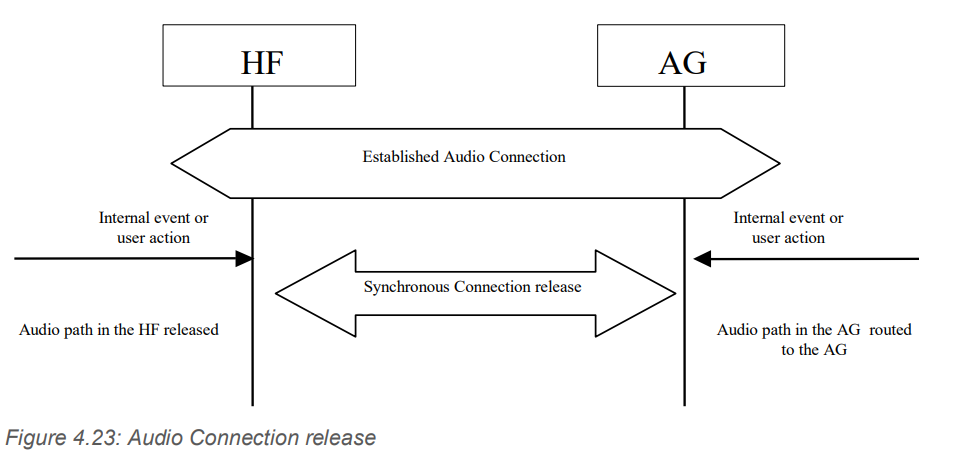 HF
AG
Established Audio Connection
Internal event or
user action
Internal event or
user action
Synchronous Connection release
Audio path in the HF released
Audio path in the AG routed
to the AG
Figure 4.23: Audio Connection release